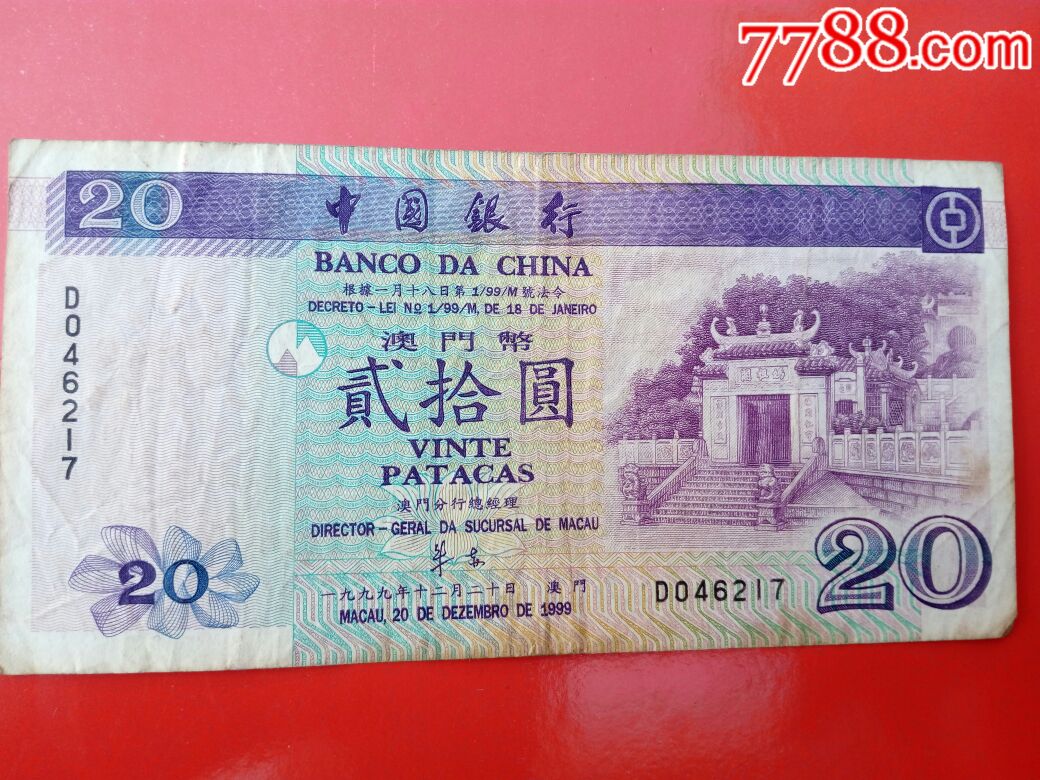 7788.com
20
中國銀行
BANCO DA CHINA
根據一月十八日第1/99/M號法令
DECRETO-LEI Nº 1/99/M, DE 18 DE JANEIRO
澳門幣
貳拾圓
VINTE
PATACAS
澳門分行總經理
DIRECTOR-GERAL DA SUCURSAL DE MACAU
一九九九年十二月二十日 澳門
MACAU, 20 DE DEZEMBRO DE 1999
D046217
D046217
20
20